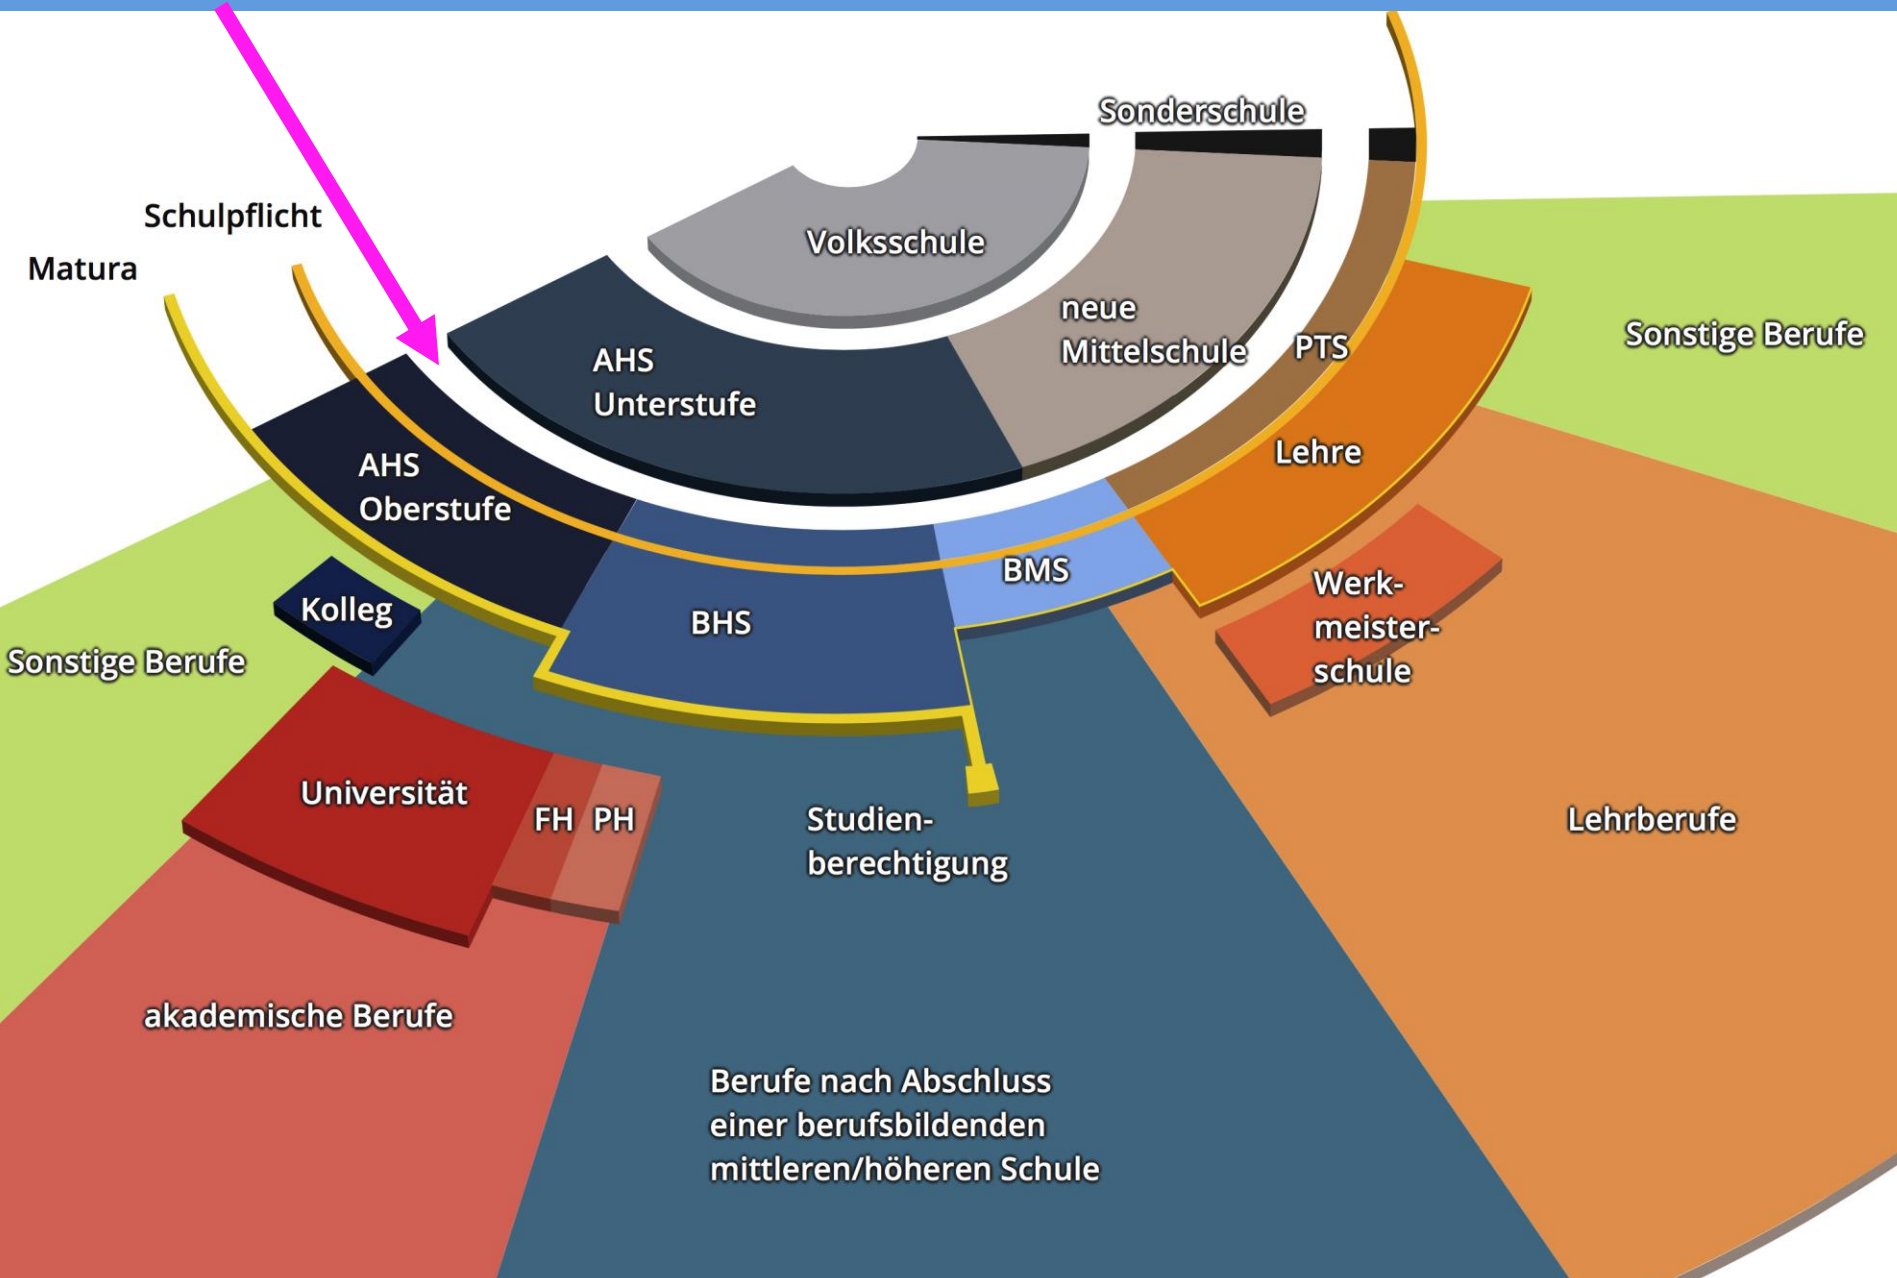 Sonderschule
Schulpflicht
Matura
Volksschule
neue
Mittelschule
PTS
Sonstige Berufe
AHS
Unterstufe
Lehre
AHS
Oberstufe
BMS
BHS
Kolleg
Werk-
meister-
schule
Sonstige Berufe
Universität
FH PH
Studien-
berechtigung
Lehrberufe
akademische Berufe
Berufe nach Abschluss
einer berufsbildenden
mittleren/höheren Schule